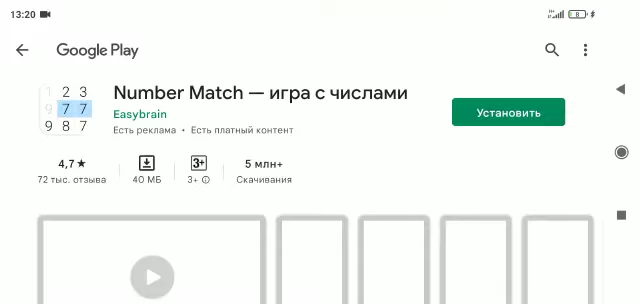 13:20
8
Google Play
1 2 3
9 7 7
9 8 7
Number Match — игра с числами
Easybrain
Есть реклама • Есть платный контент
Установить
4,7★
72 тыс. отзыва
40 МБ
3+
3+
5 млн+
Скачивания